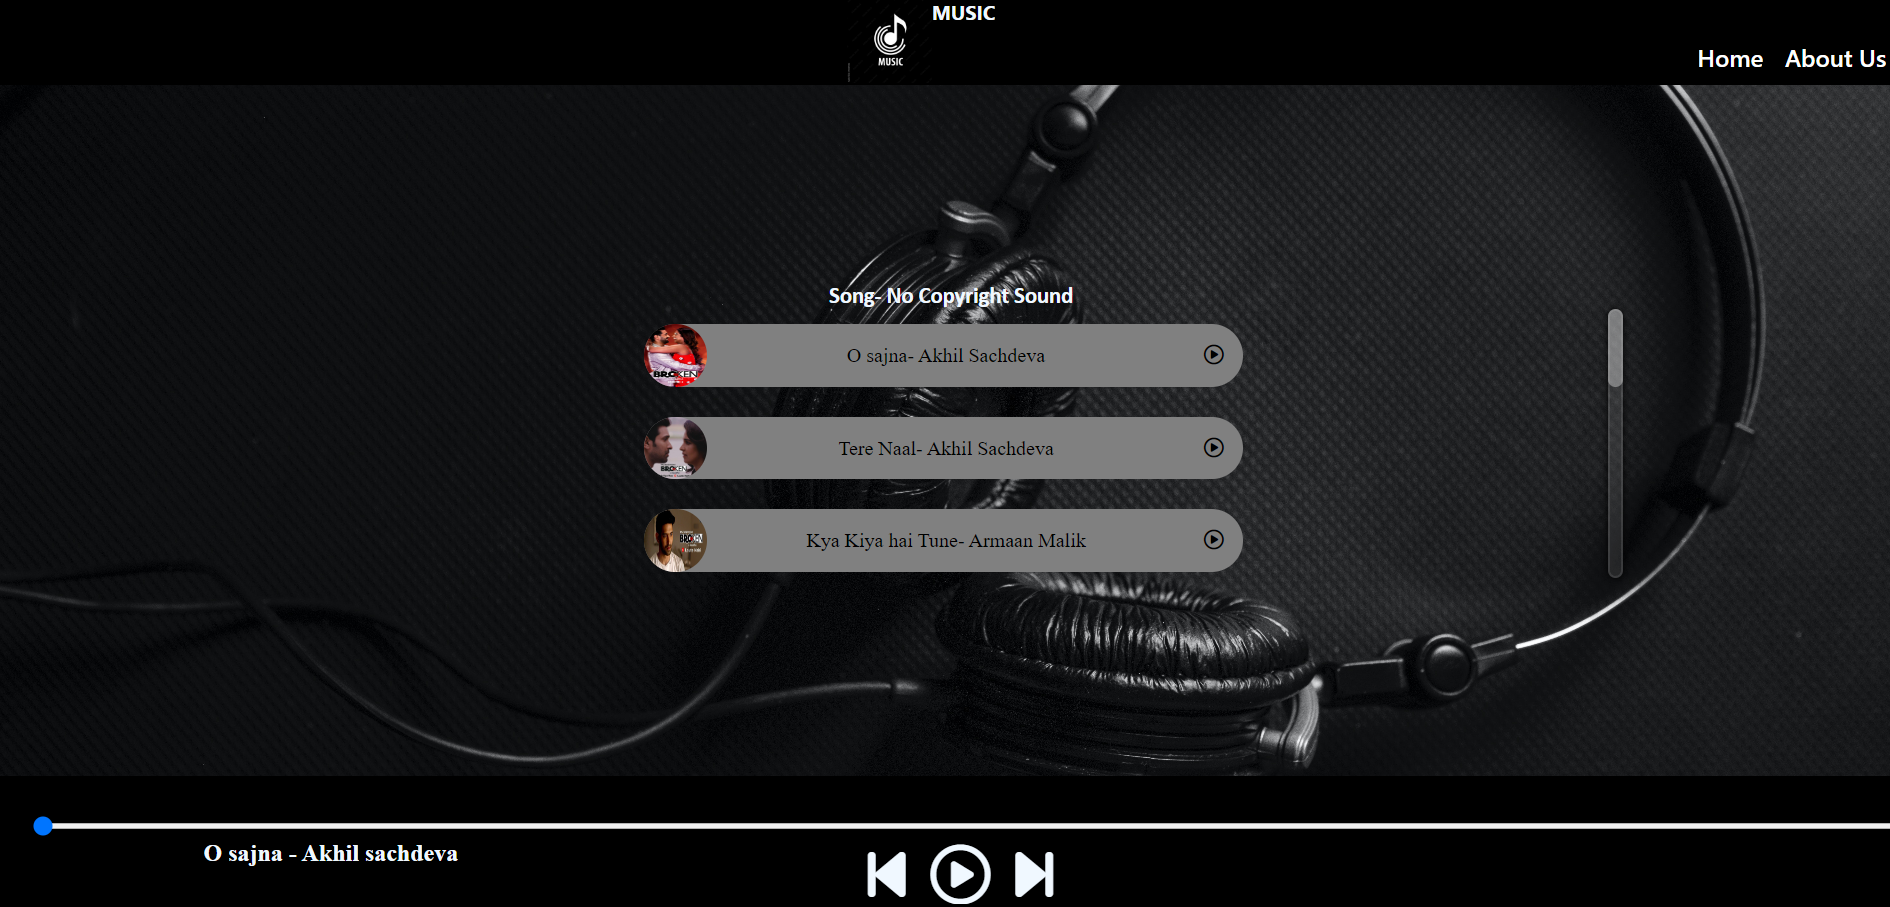 MUSIC
MUSIC
Home About Us
Song- No Copyright Sound
BROKEN
O sajna- Akhil Sachdeva
BROKEN
Tere Naal- Akhil Sachdeva
BROKEN
Kya Kiya hai Tune- Armaan Malik
O sajna - Akhil sachdeva